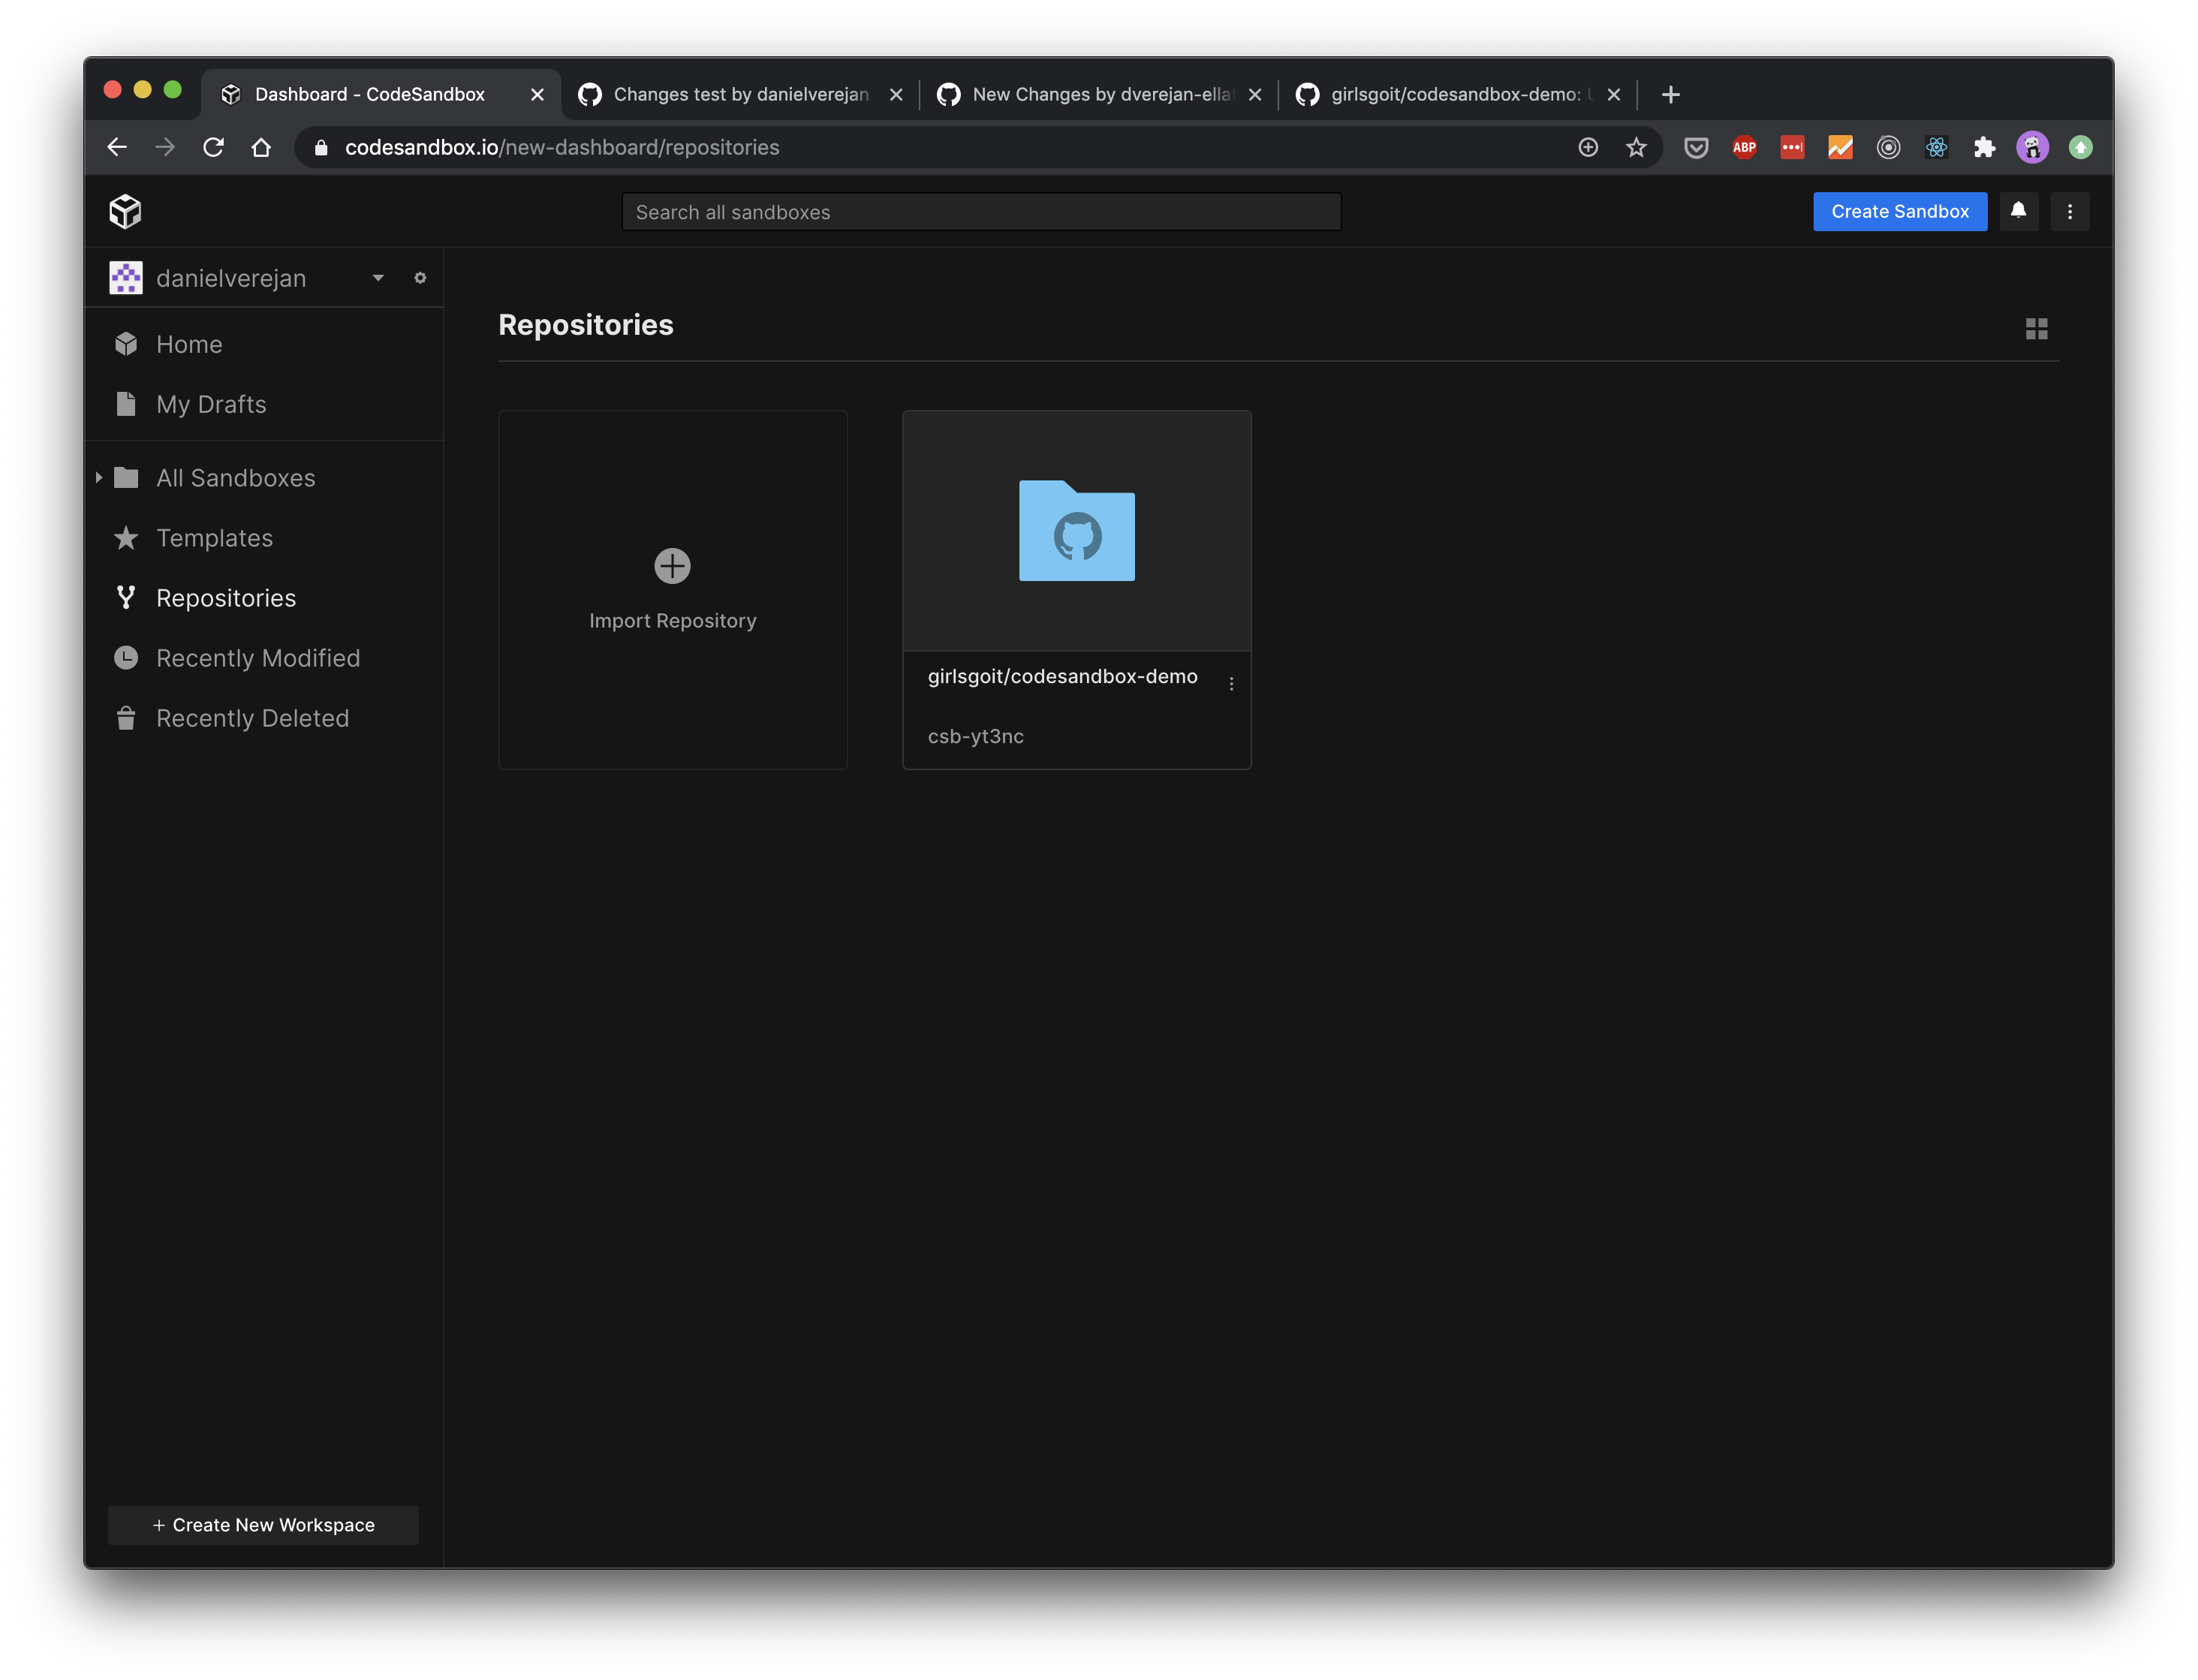 Dashboard - CodeSandbox
Changes test by danielverejan
New Changes by dverejan-ella
girlsgoit/codesandbox-demo:
codesandbox.io/new-dashboard/repositories
ABP
Search all sandboxes
Create Sandbox
danielverejan
Home
My Drafts
All Sandboxes
Templates
Repositories
Recently Modified
Recently Deleted
+ Create New Workspace
Repositories
Import Repository
girlsgoit/codesandbox-demo
csb-yt3nc